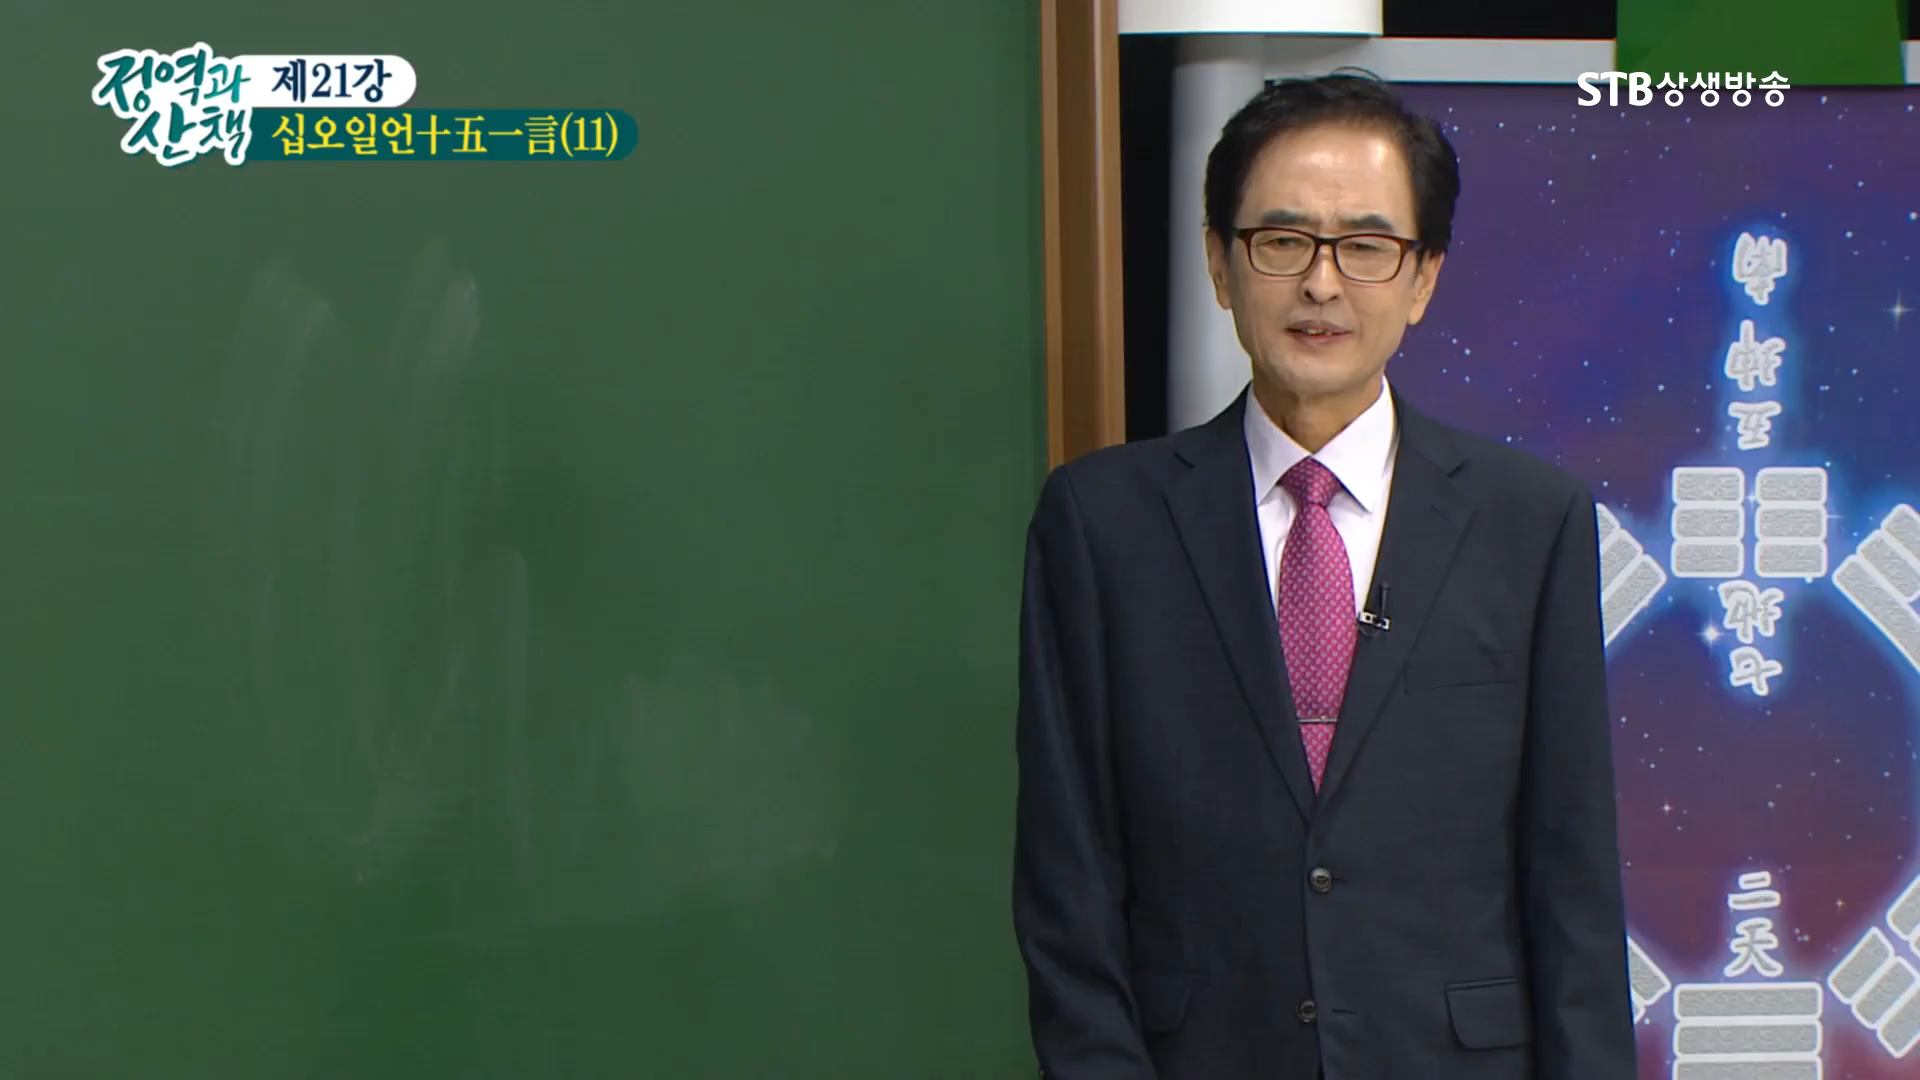 정역과 산책
제21강
십오일언十五一言(11)
STB상생방송
二天